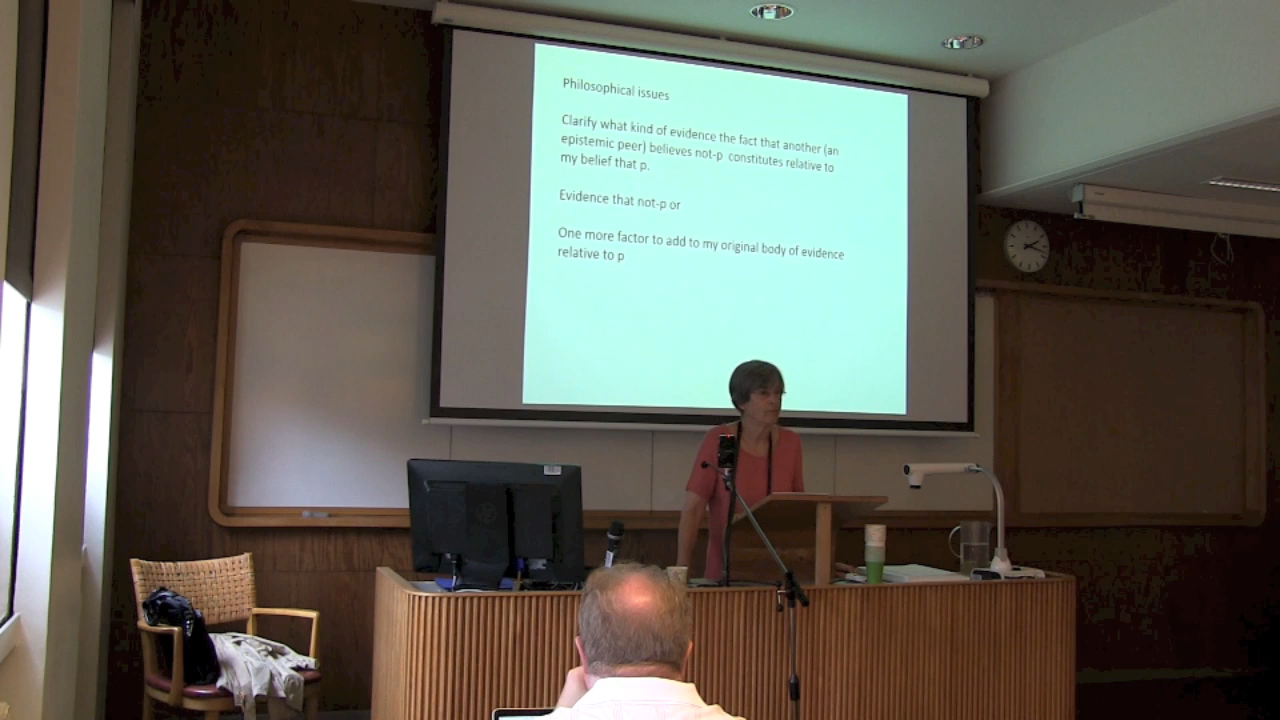 Philosophical issues
Clarify what kind of evidence the fact that another (an
epistemic peer) believes not-p constitutes relative to
my belief that p.
Evidence that not-p or
One more factor to add to my original body of evidence
relative to p